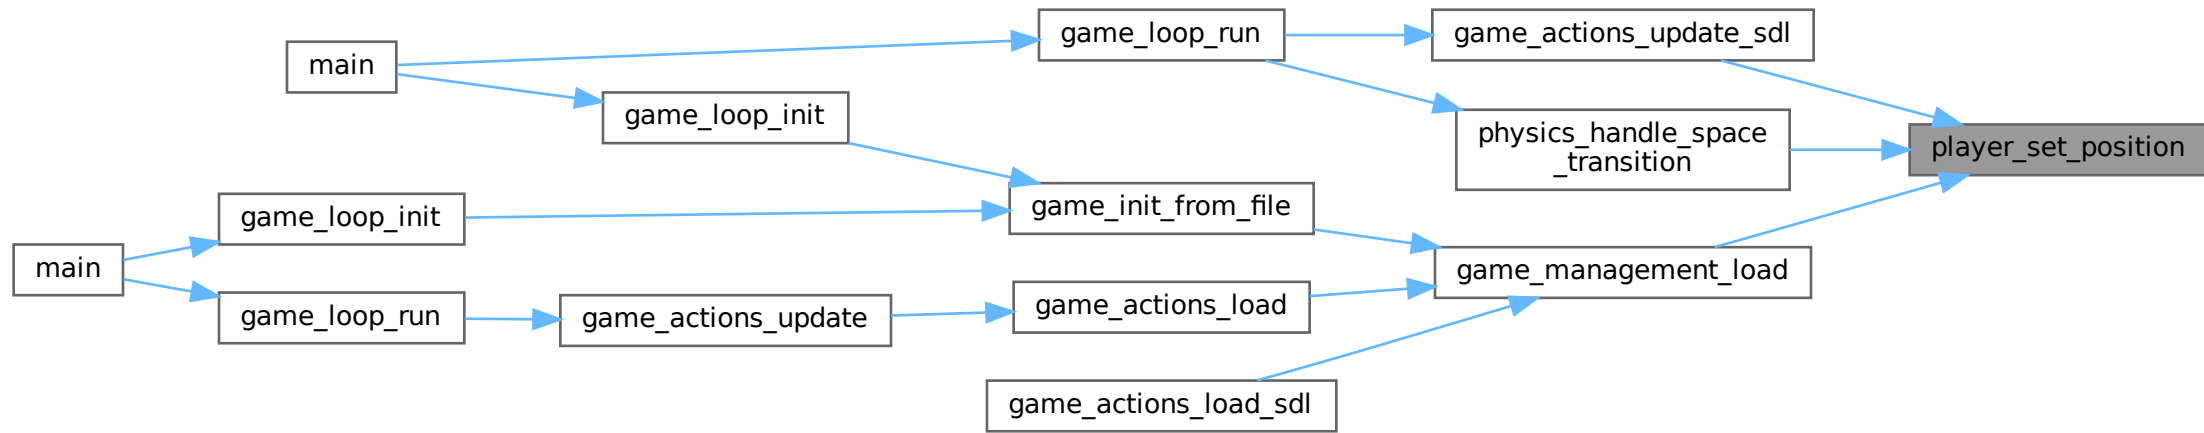 game_loop_run
game_actions_update_sdl
main
game_loop_init
physics_handle_space
_transition
player_set_position
game_loop_init
game_init_from_file
main
game_management_load
game_loop_run
game_actions_update
game_actions_load
game_actions_load_sdl